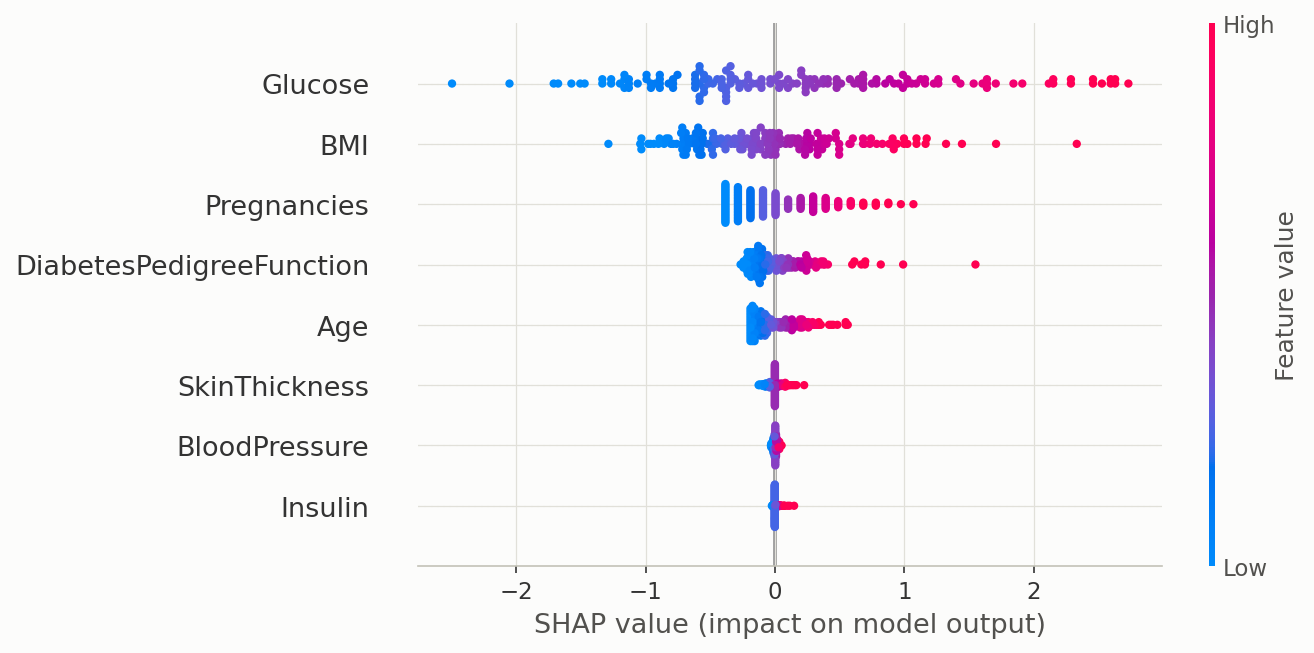 High
Glucose
BMI
Pregnancies
DiabetesPedigreeFunction
Age
SkinThickness
BloodPressure
Insulin
Feature value
Low
−2 −1 0 1 2
SHAP value (impact on model output)